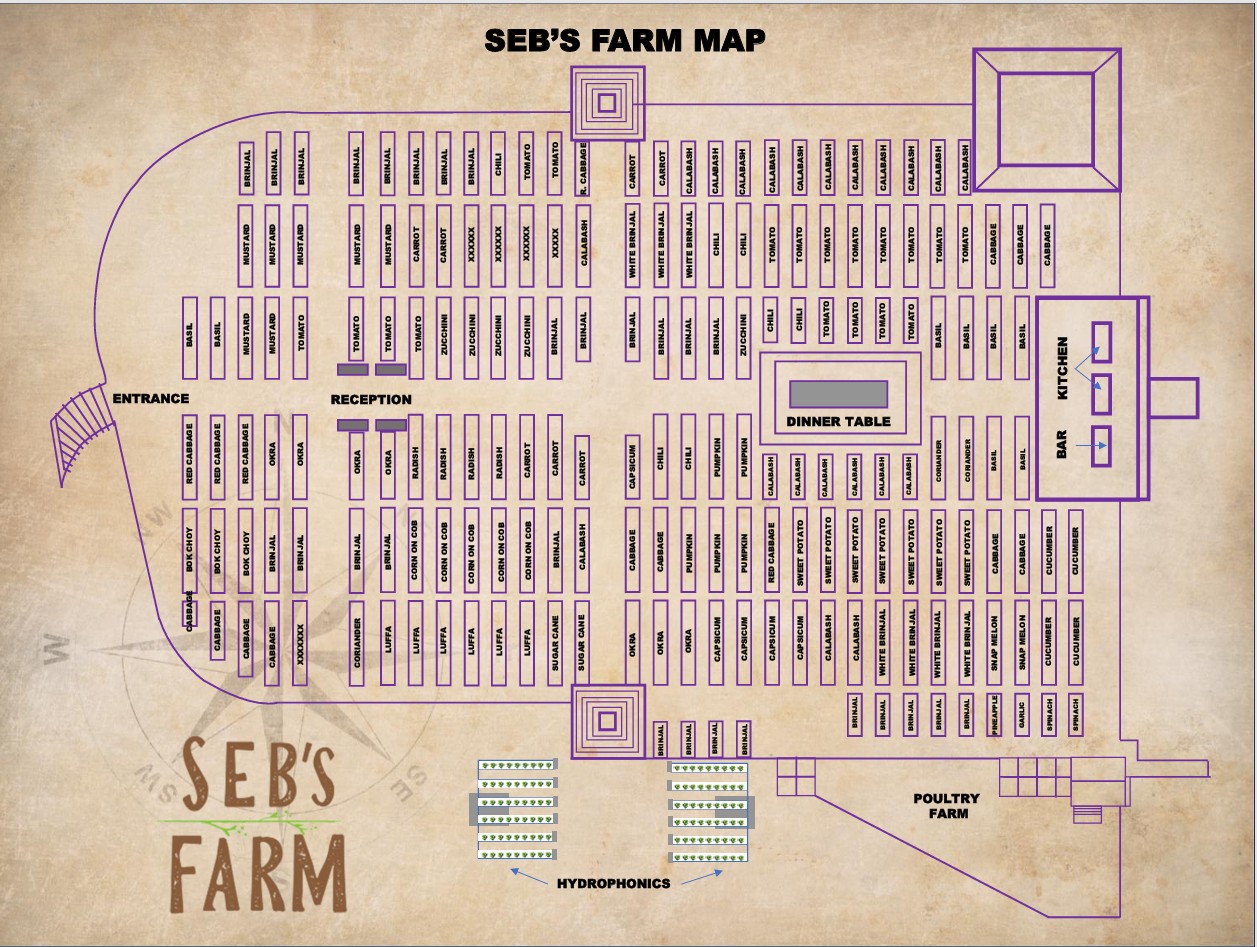 SEB'S FARM MAP
BRINJAL BRINJAL BRINJAL BRINJAL BRINJAL BRINJAL BRINJAL BRINJAL CHILI TOMATO TOMATO R. CABBAGE CARROT CARROT CALABASH CALABASH CALABASH CALABASH CALABASH CALABASH CALABASH CALABASH CALABASH CALABASH CALABASH
MUSTARD MUSTARD MUSTARD MUSTARD MUSTARD CARROT CARROT XXXXXX XXXXXX XXXXXX XXXXX CALABASH WHITE BRINJAL WHITE BRINJAL WHITE BRINJAL CHILI CHILI TOMATO TOMATO TOMATO TOMATO TOMATO TOMATO TOMATO TOMATO CABBAGE CABBAGE CABBAGE
BASIL BASIL MUSTARD MUSTARD TOMATO TOMATO TOMATO TOMATO ZUCCHINI ZUCCHINI ZUCCHINI ZUCCHINI BRINJAL BRINJAL BRINJAL BRINJAL BRINJAL BRINJAL ZUCCHINI CHILI CHILI TOMATO TOMATO TOMATO TOMATO BASIL BASIL BASIL BASIL
KITCHEN
ENTRANCE
RECEPTION
DINNER TABLE
BAR
RED CABBAGE RED CABBAGE RED CABBAGE OKRA OKRA OKRA OKRA RADISH RADISH RADISH RADISH CARROT CARROT CARROT CAPSICUM CHILI CHILI PUMPKIN PUMPKIN CALABASH CALABASH CALABASH CALABASH CALABASH CALABASH CORIANDER CORIANDER BASIL BASIL
BOK CHOY BOK CHOY BOK CHOY BRINJAL BRINJAL BRINJAL BRINJAL CORN ON COB CORN ON COB CORN ON COB CORN ON COB CORN ON COB BRINJAL CALABASH CABBAGE CABBAGE PUMPKIN PUMPKIN PUMPKIN RED CABBAGE SWEET POTATO SWEET POTATO SWEET POTATO SWEET POTATO SWEET POTATO SWEET POTATO SWEET POTATO CABBAGE CABBAGE CUCUMBER CUCUMBER
CABBAGE CABBAGE CABBAGE CABBAGE XXXXXXX CORIANDER LUFFA LUFFA LUFFA LUFFA LUFFA LUFFA SUGAR CANE SUGAR CANE OKRA OKRA OKRA CAPSICUM CAPSICUM CAPSICUM CAPSICUM CALABASH CALABASH WHITE BRINJAL WHITE BRINJAL WHITE BRINJAL WHITE BRINJAL SNAP MELON SNAP MELON CUCUMBER CUCUMBER
BRINJAL BRINJAL BRINJAL BRINJAL BRINJAL PINEAPPLE GARLIC SPINACH SPINACH
BRINJAL BRINJAL BRINJAL BRINJAL
N
NW
W
SW
SE
SEB'S
FARM
POULTRY
FARM
HYDROPHONICS